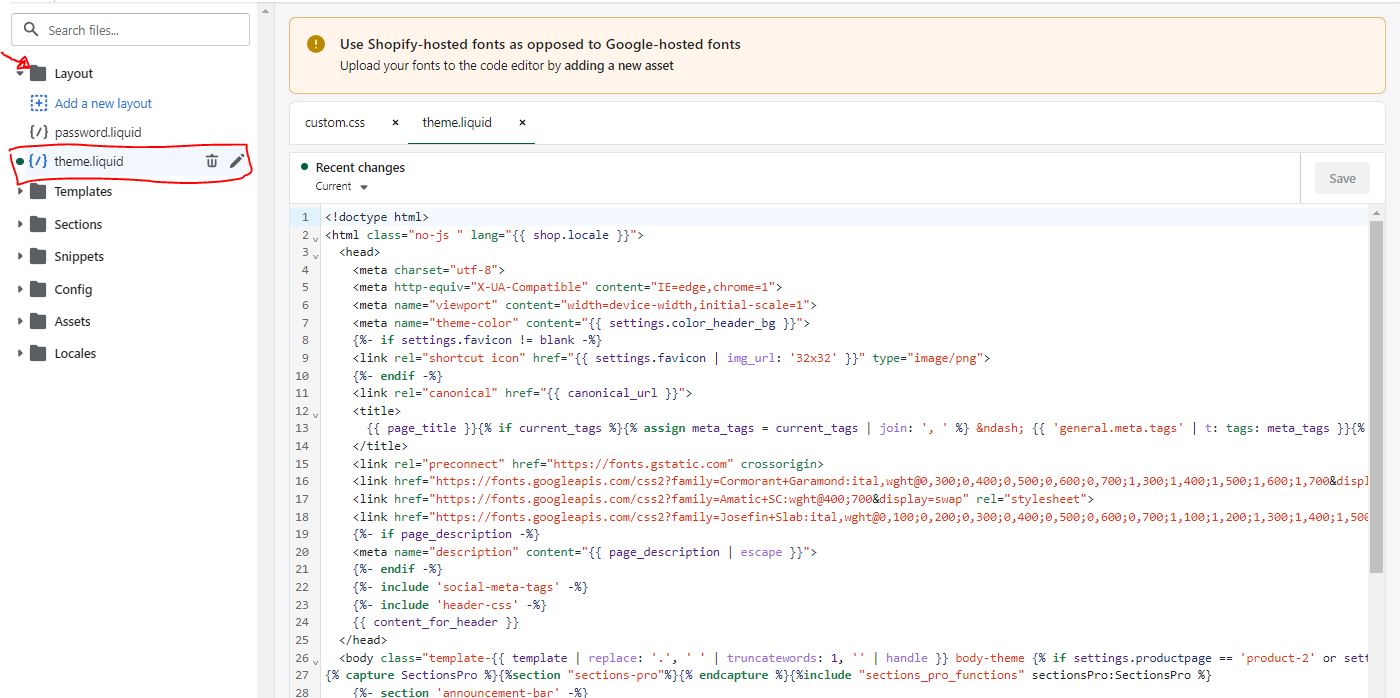 Search files...
Layout
Add a new layout
{/} password.liquid
{/} theme.liquid
Templates
Sections
Snippets
Config
Assets
Locales
Use Shopify-hosted fonts as opposed to Google-hosted fonts
Upload your fonts to the code editor by adding a new asset
custom.css × theme.liquid ×
Recent changes
Current
Save
1 <!doctype html>
2 <html class="no-js " lang="{{ shop.locale }}">
3 <head>
4 <meta charset="utf-8">
5 <meta http-equiv="X-UA-Compatible" content="IE=edge,chrome=1">
6 <meta name="viewport" content="width=device-width,initial-scale=1">
7 <meta name="theme-color" content="{{ settings.color_header_bg }}">
8 {%- if settings.favicon != blank -%}
9 <link rel="shortcut icon" href="{{ settings.favicon | img_url: '32x32' }}" type="image/png">
10 {%- endif -%}
11 <link rel="canonical" href="{{ canonical_url }}">
12 <title>
13 {{ page_title }}{% if current_tags %}{% assign meta_tags = current_tags | join: ', ' %} &ndash; {{ 'general.meta.tags' | t: tags: meta_tags }}{%
14 </title>
15 <link rel="preconnect" href="https://fonts.gstatic.com" crossorigin>
16 <link href="https://fonts.googleapis.com/css2?family=Cormorant+Garamond:ital,wght@0,300;0,400;0,500;0,600;0,700;1,300;1,400;1,500;1,600;1,700&displ
17 <link href="https://fonts.googleapis.com/css2?family=Amatic+SC:wght@400;700&display=swap" rel="stylesheet">
18 <link href="https://fonts.googleapis.com/css2?family=Josefin+Slab:ital,wght@0,100;0,200;0,300;0,400;0,500;0,600;0,700;1,100;1,200;1,300;1,400;1,500
19 {%- if page_description -%}
20 <meta name="description" content="{{ page_description | escape }}">
21 {%- endif -%}
22 {%- include 'social-meta-tags' -%}
23 {%- include 'header-css' -%}
24 {{ content_for_header }}
25 </head>
26 <body class="template-{{ template | replace: '.', ' ' | truncatewords: 1, '' | handle }} body-theme {% if settings.productpage == 'product-2' or sett
27 {% capture SectionsPro %}{%section "sections-pro"%}{% endcapture %}{%include "sections_pro_functions" sectionsPro:SectionsPro %}
28 {%- section 'announcement-bar' -%}